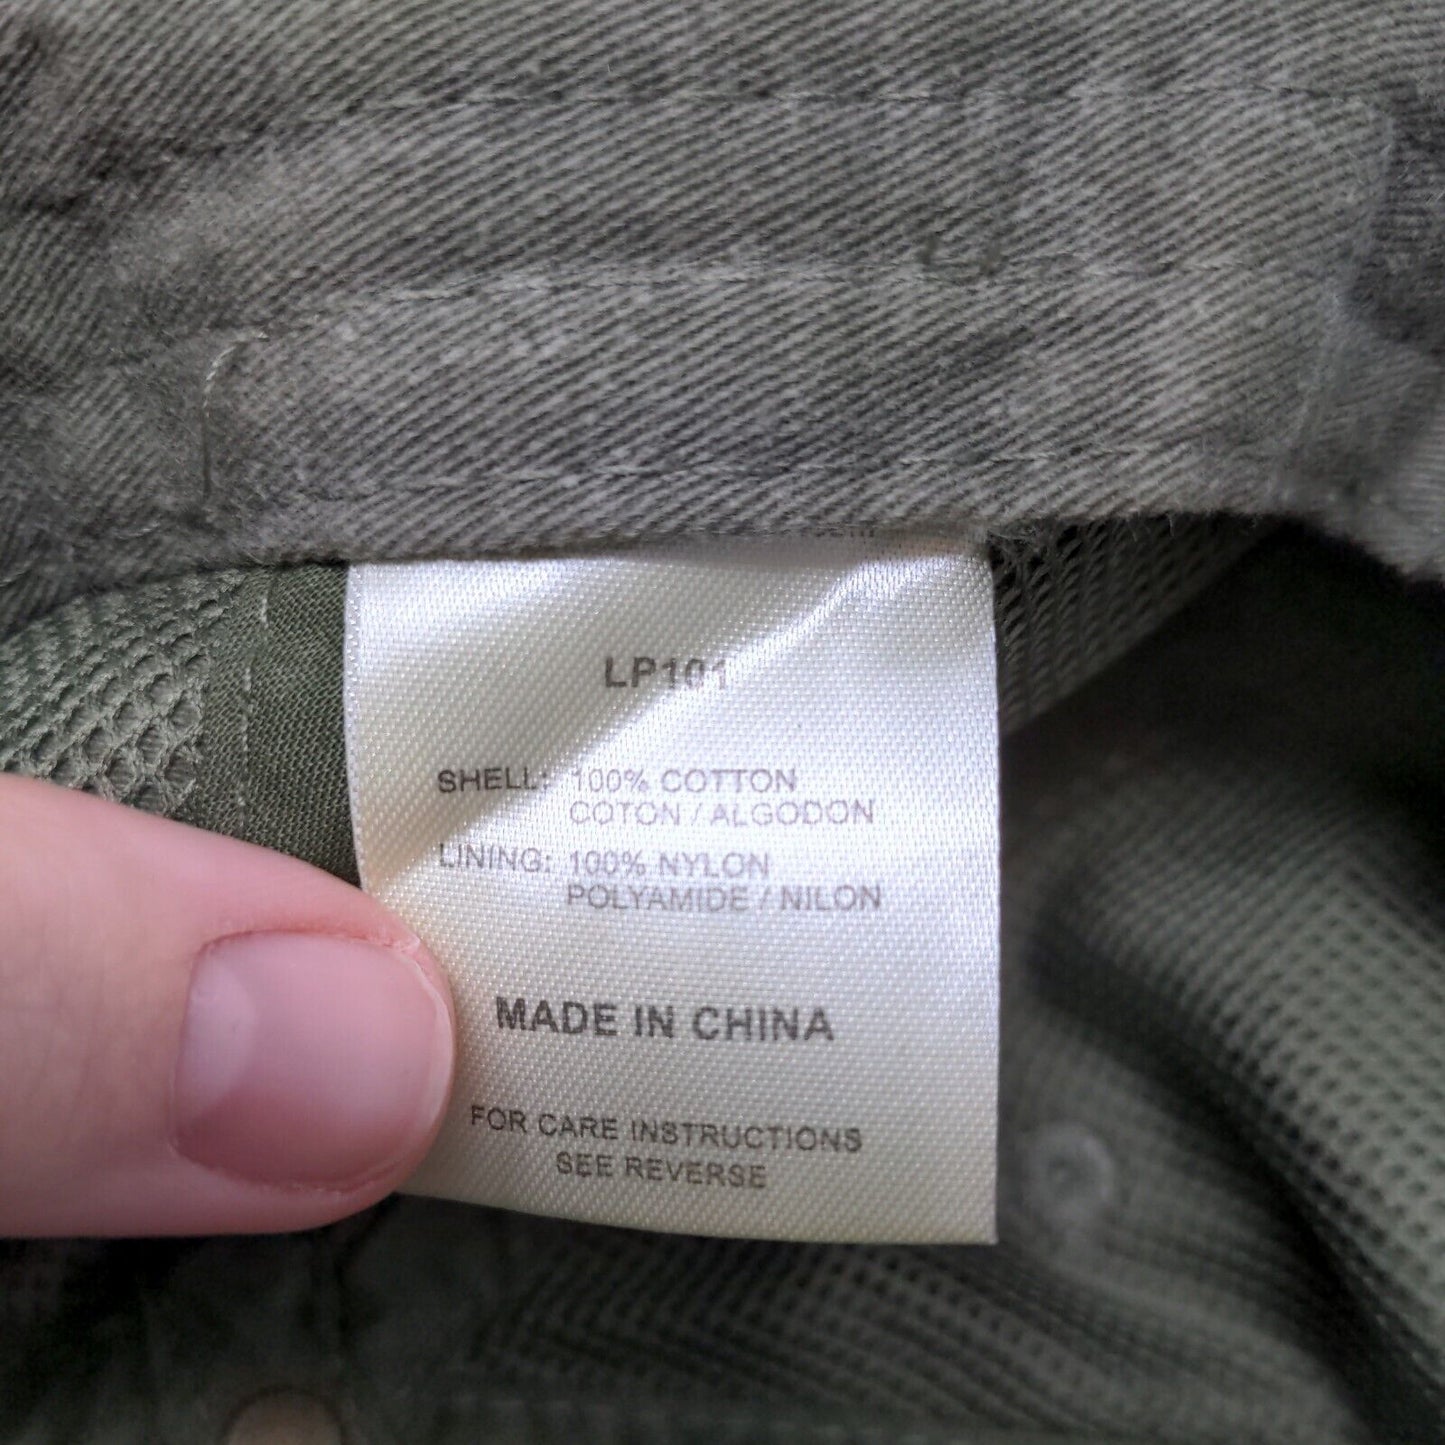 LP101
SHELL: 100% COTTON
COTON / ALGODON
LINING: 100% NYLON
POLYAMIDE / NILON
MADE IN CHINA
FOR CARE INSTRUCTIONS
SEE REVERSE